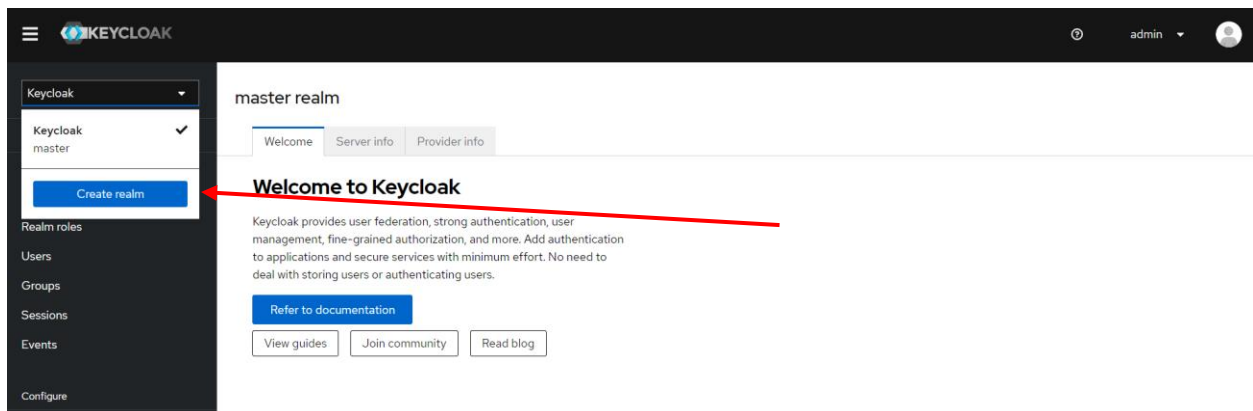 KEYCLOAK
admin
Keycloak
Keycloak
master
Create realm
Realm roles
Users
Groups
Sessions
Events
Configure
master realm
Welcome
Server info
Provider info
Welcome to Keycloak
Keycloak provides user federation, strong authentication, user
management, fine-grained authorization, and more. Add authentication
to applications and secure services with minimum effort. No need to
deal with storing users or authenticating users.
Refer to documentation
View guides
Join community
Read blog